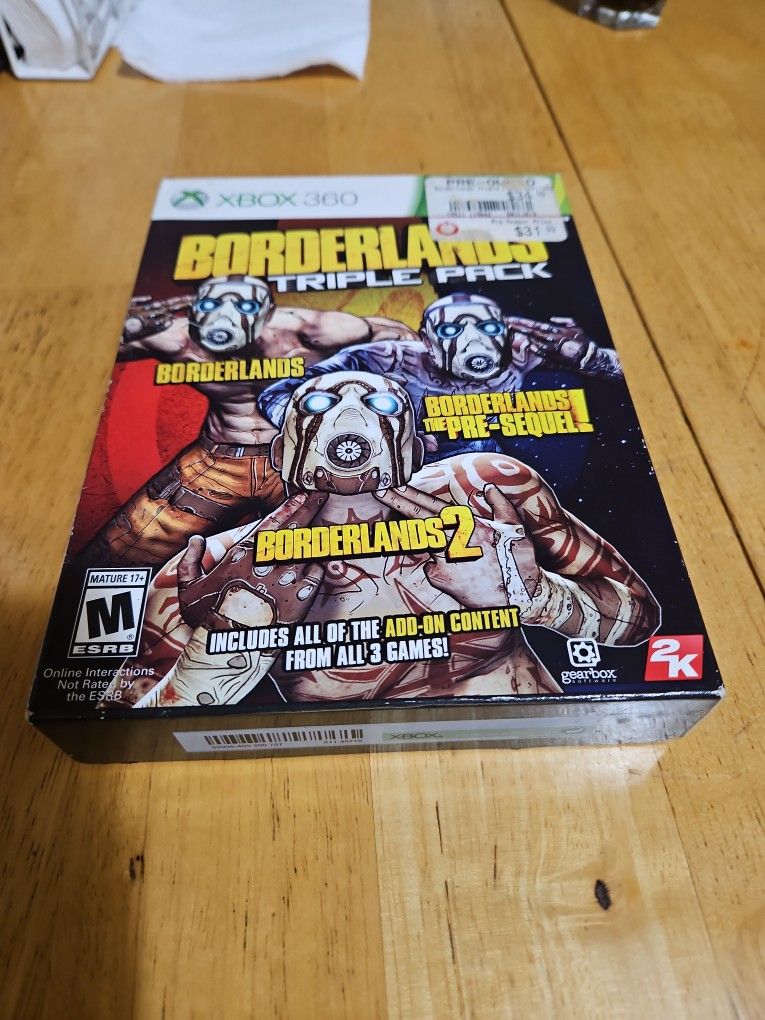 XBOX 360
PRE-OWNED
$31
BORDERLANDS
TRIPLE PACK
BORDERLANDS
BORDERLANDS
THE PRE-SEQUEL!
BORDERLANDS 2
MATURE 17+
M
ESRB
INCLUDES ALL OF THE ADD-ON CONTENT
FROM ALL 3 GAMES!
Online Interactions
Not Rated by
the ESRB
gearbox
software
2K
XBOX